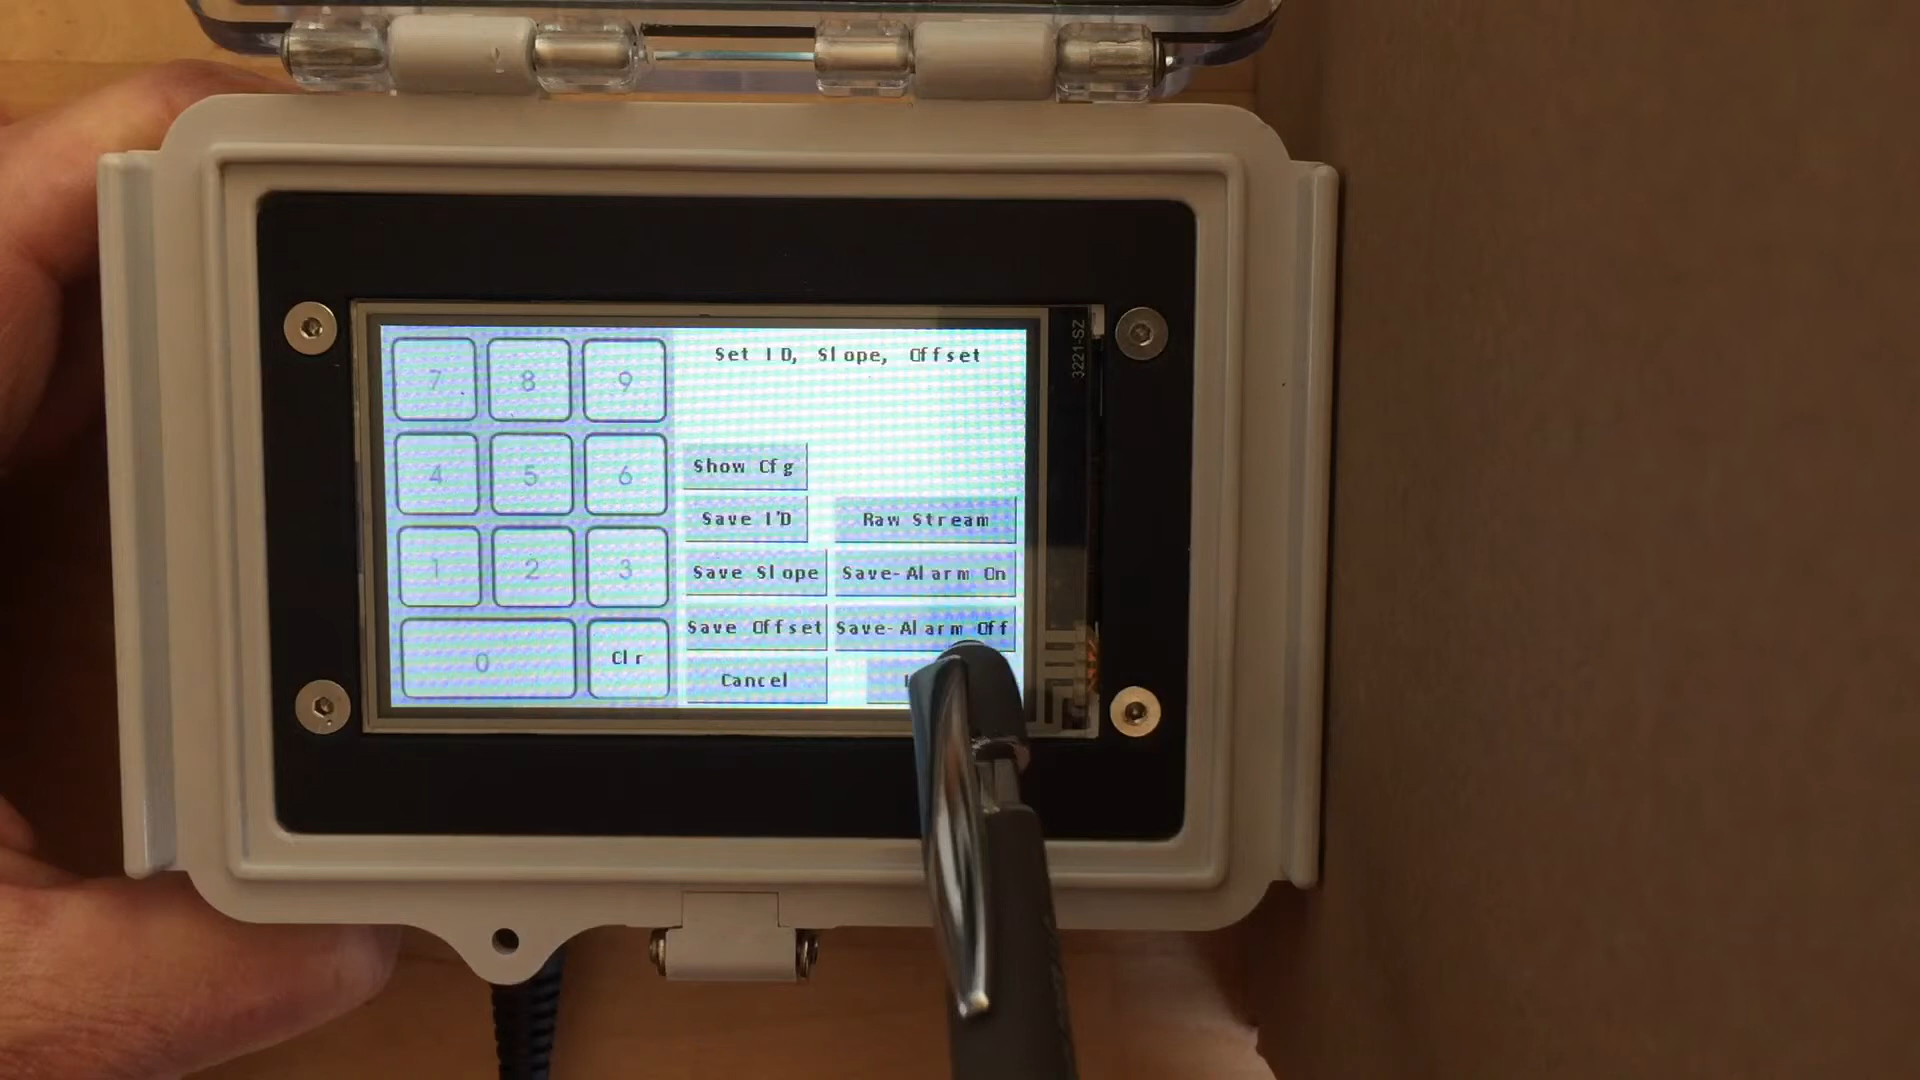 Set ID, Slope, Offset
7 8 9
4 5 6
1 2 3
0 Clr
Show Cfg
Save I'D
Raw Stream
Save Slope
Save-Alarm On
Save Offset
Save-Alarm Off
Cancel
3221-SZ